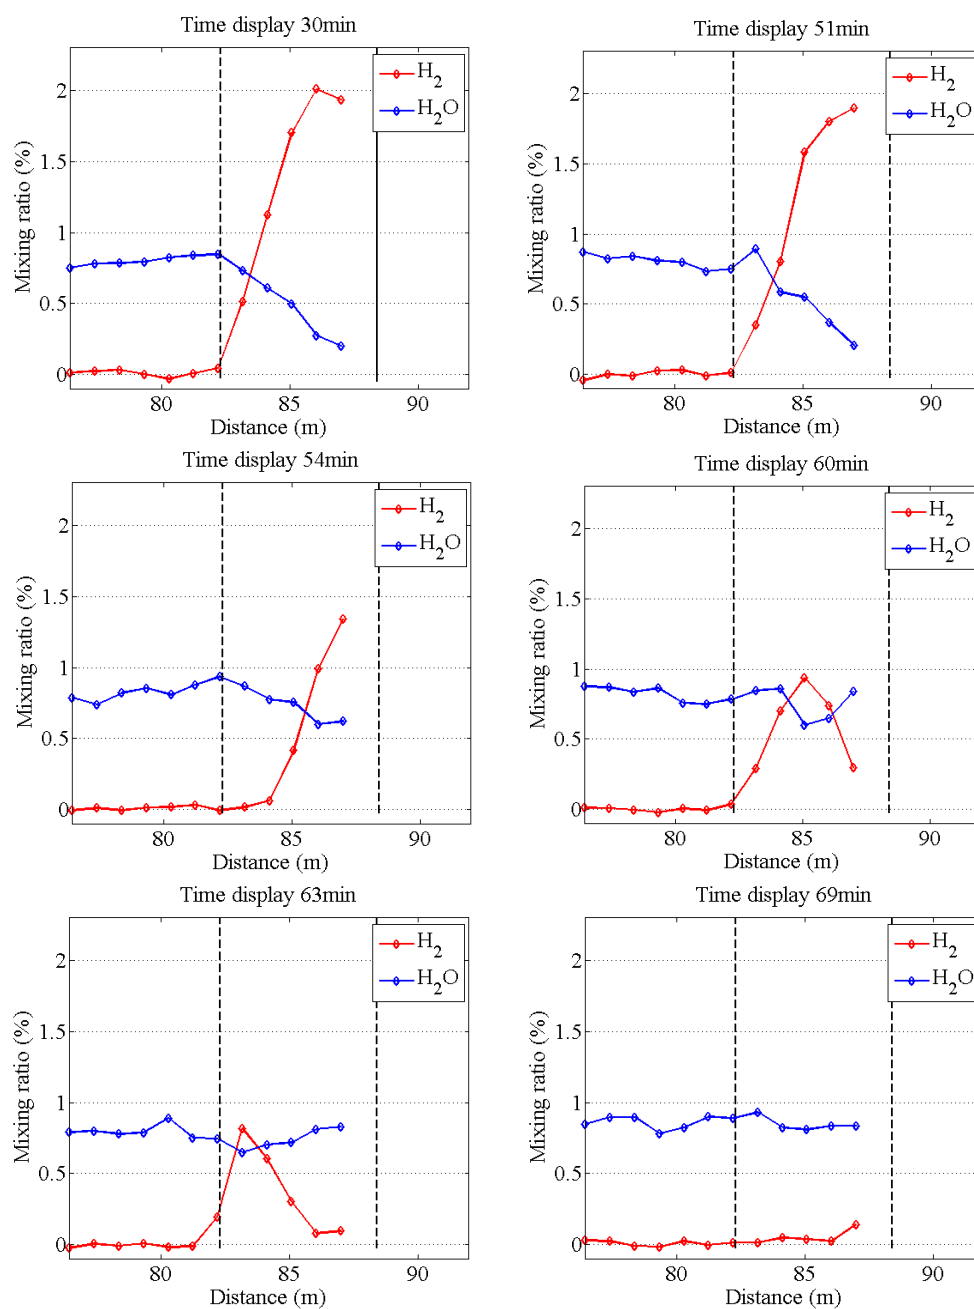 Time display 30min
Mixing ratio (%)
2
1.5
1
0.5
0
H2
H2O
80
85
90
Distance (m)
Time display 51min
Mixing ratio (%)
2
1.5
1
0.5
0
H2
H2O
80
85
90
Distance (m)
Time display 54min
Mixing ratio (%)
2
1.5
1
0.5
0
H2
H2O
80
85
90
Distance (m)
Time display 60min
Mixing ratio (%)
2
1.5
1
0.5
0
H2
H2O
80
85
90
Distance (m)
Time display 63min
Mixing ratio (%)
2
1.5
1
0.5
0
H2
H2O
80
85
90
Distance (m)
Time display 69min
Mixing ratio (%)
2
1.5
1
0.5
0
H2
H2O
80
85
90
Distance (m)